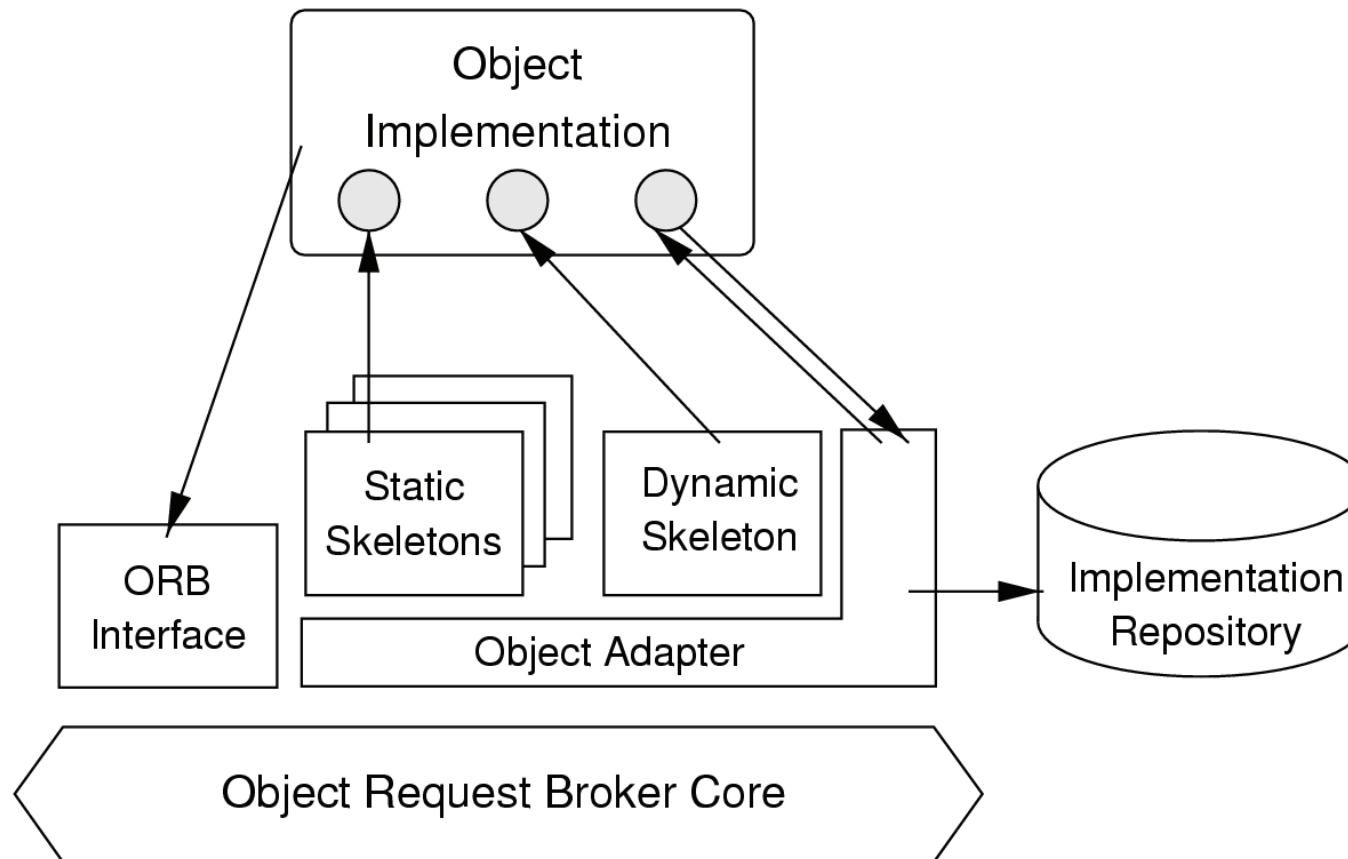 Object
Implementation
Static
Skeletons
Dynamic
Skeleton
ORB
Interface
Object Adapter
Implementation
Repository
Object Request Broker Core